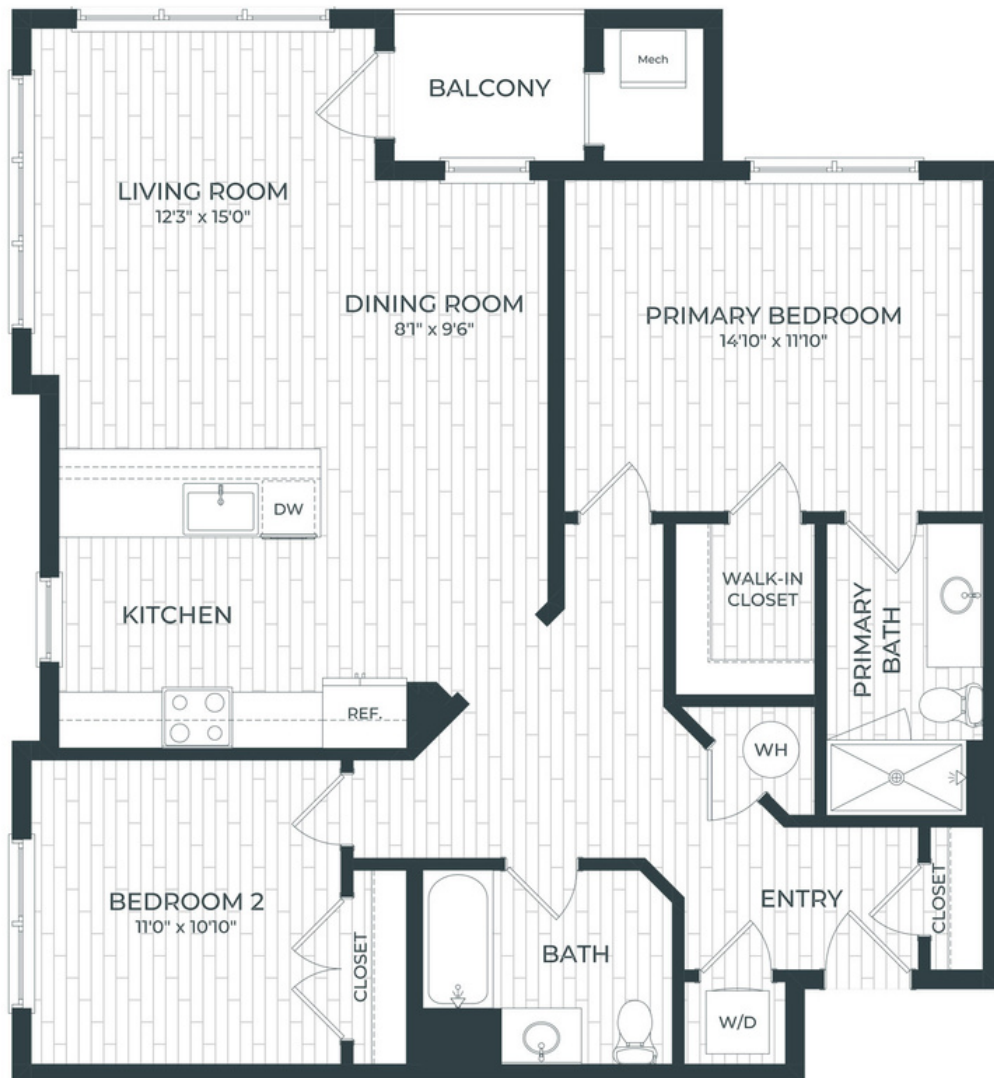 Mech
BALCONY
LIVING ROOM
12'3" x 15'0"
DINING ROOM
8'1" x 9'6"
PRIMARY BEDROOM
14'10" x 11'10"
DW
WALK-IN
CLOSET
KITCHEN
PRIMARY
BATH
REF.
WH
BEDROOM 2
11'0" x 10'10"
CLOSET
BATH
ENTRY
CLOSET
W/D